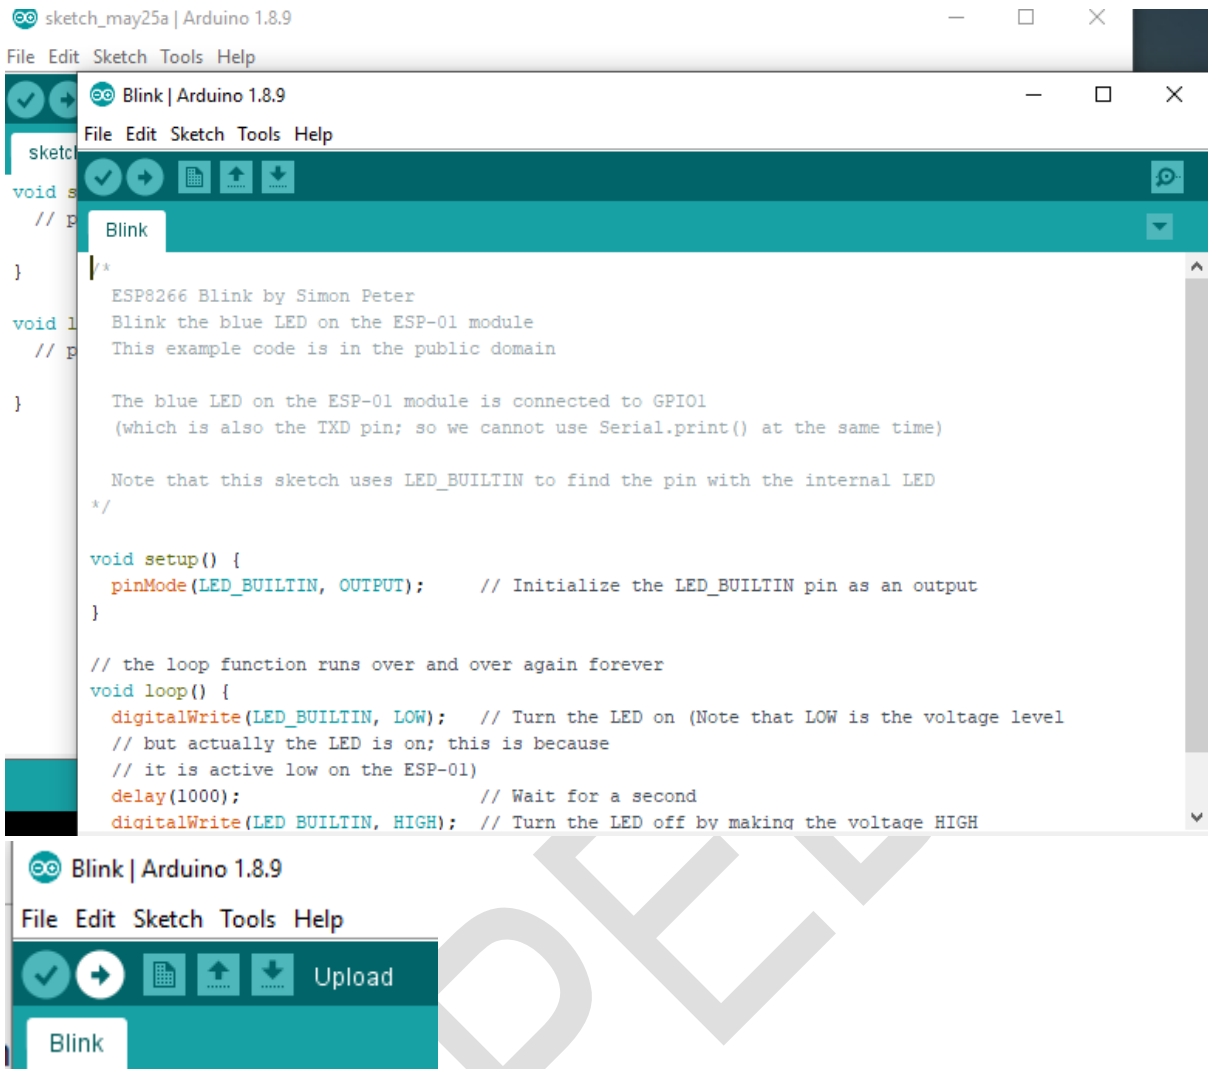 sketch_may25a | Arduino 1.8.9
File Edit Sketch Tools Help
Blink | Arduino 1.8.9
File Edit Sketch Tools Help
sketch
Blink
void s
// p
}
void l
// p
}
/*
ESP8266 Blink by Simon Peter
Blink the blue LED on the ESP-01 module
This example code is in the public domain
The blue LED on the ESP-01 module is connected to GPIO1
(which is also the TXD pin; so we cannot use Serial.print() at the same time)
Note that this sketch uses LED_BUILTIN to find the pin with the internal LED
*/
void setup() {
pinMode(LED_BUILTIN, OUTPUT); // Initialize the LED_BUILTIN pin as an output
}
// the loop function runs over and over again forever
void loop() {
digitalWrite(LED_BUILTIN, LOW); // Turn the LED on (Note that LOW is the voltage level
// but actually the LED is on; this is because
// it is active low on the ESP-01)
delay(1000); // Wait for a second
digitalWrite(LED_BUILTIN, HIGH); // Turn the LED off by making the voltage HIGH
Blink | Arduino 1.8.9
File Edit Sketch Tools Help
Upload
Blink